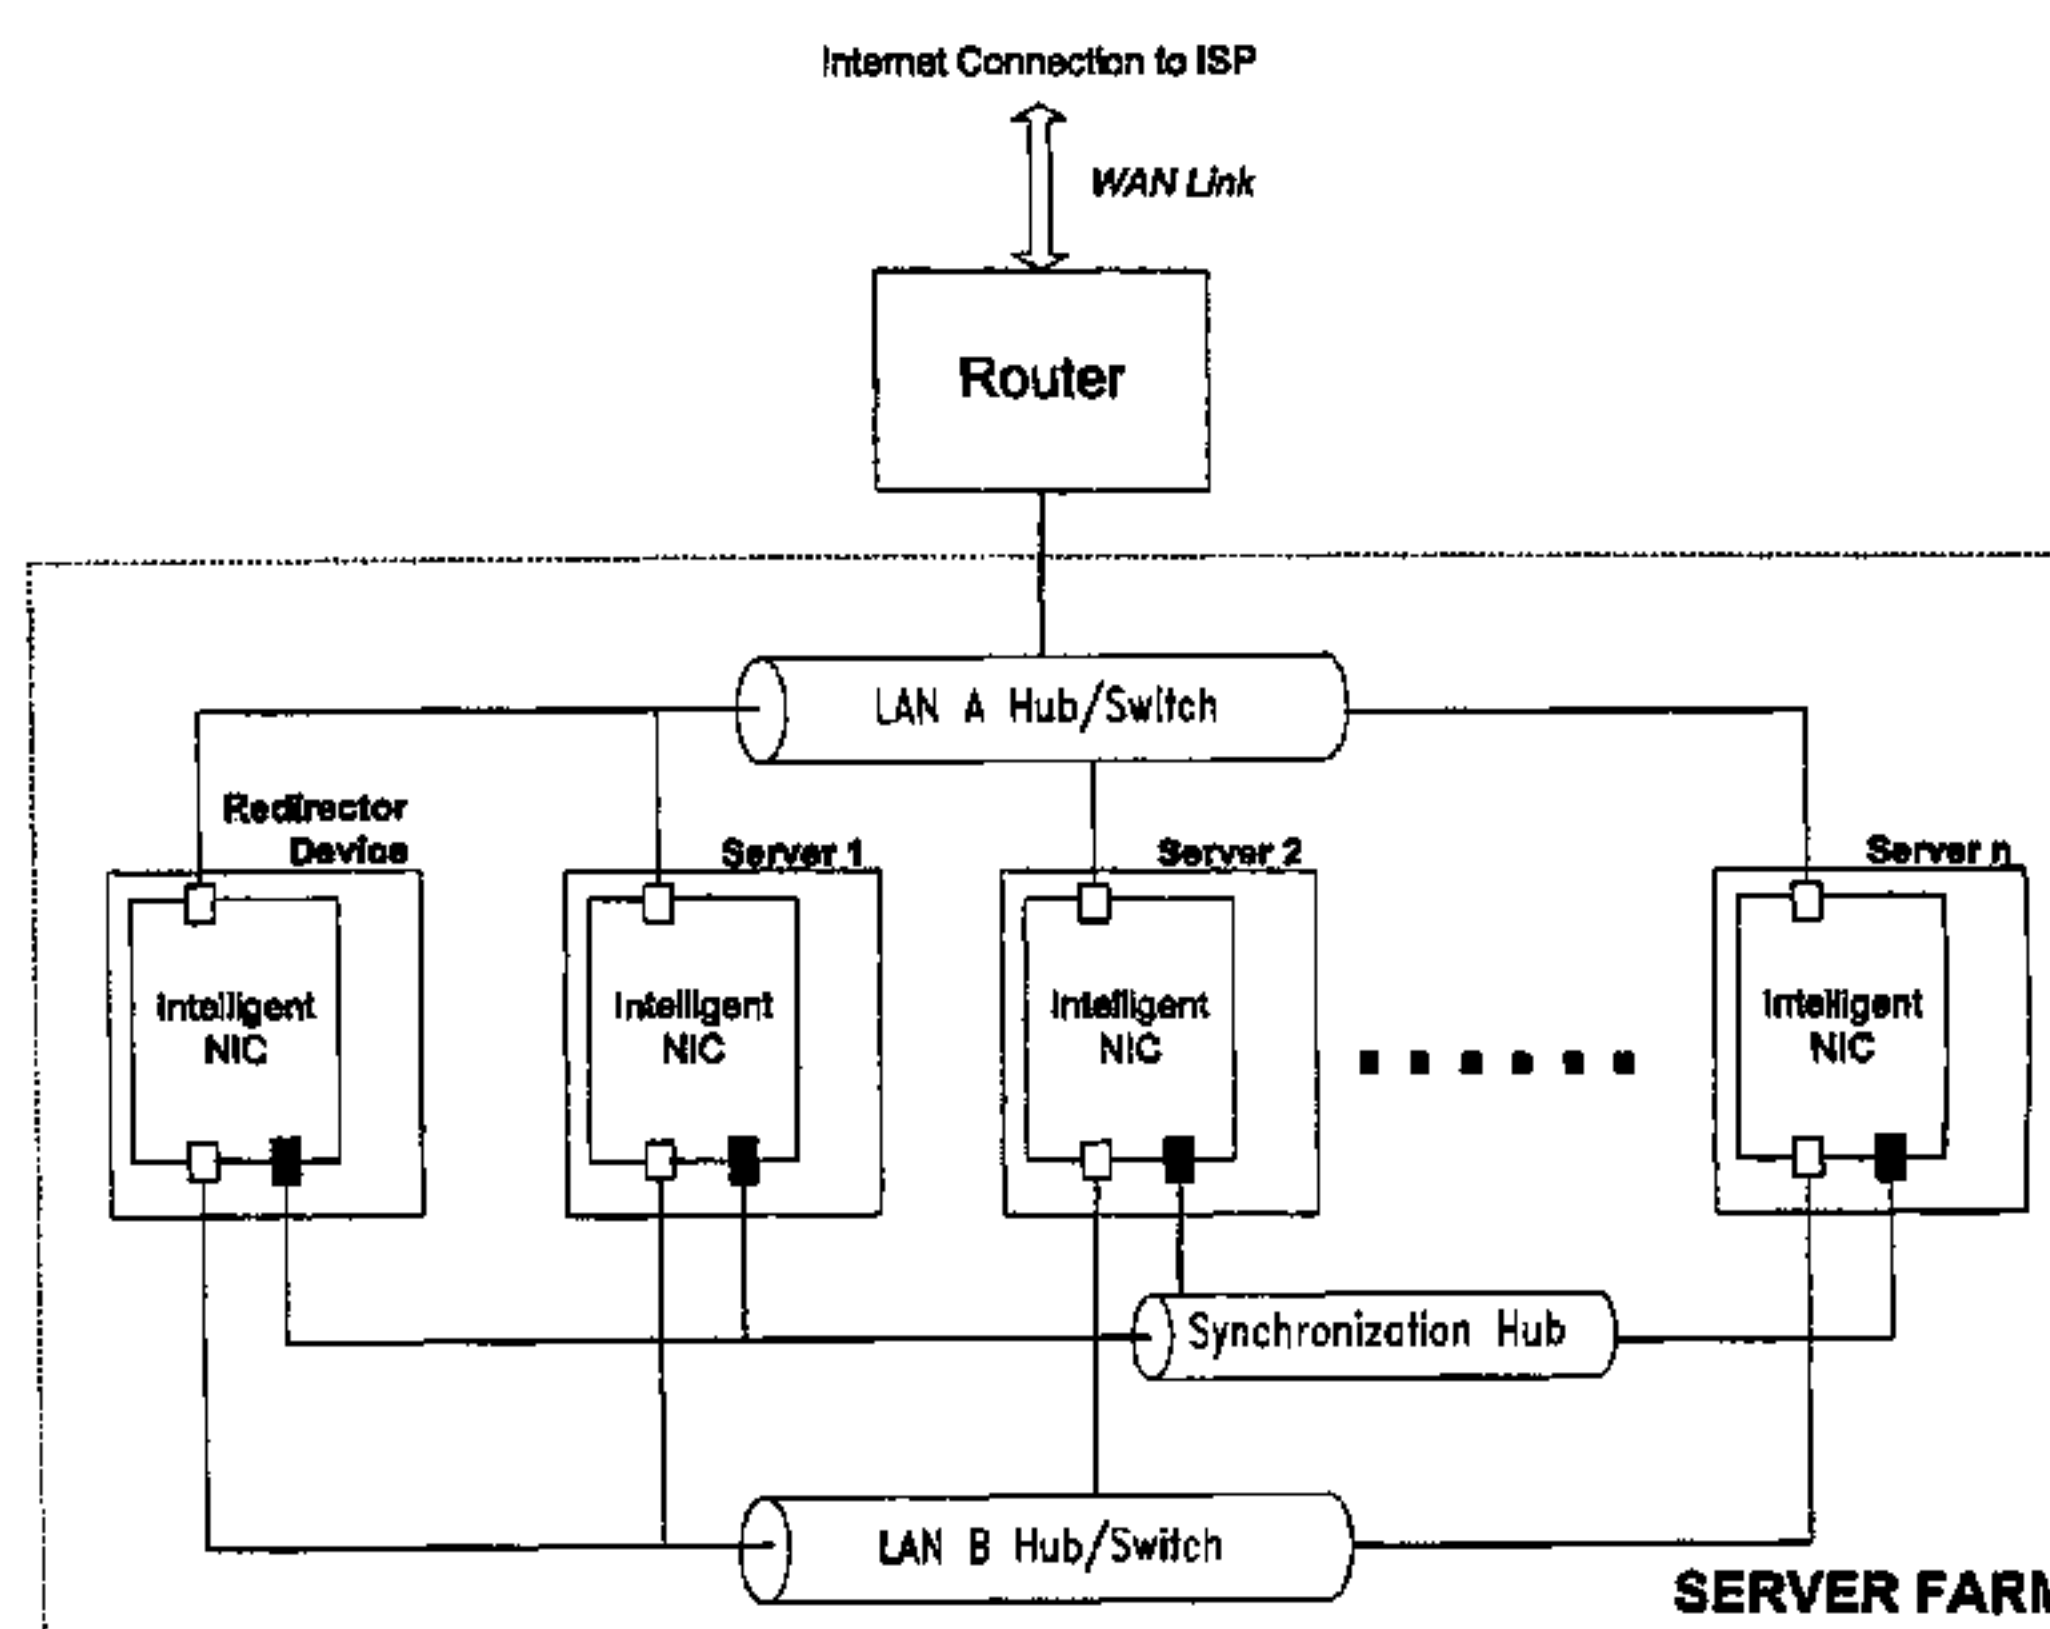 Internet Connection to ISP
WAN Link
Router
LAN A Hub/Switch
Redirector
Device
Server 1
Server 2
Server n
Intelligent
NIC
Intelligent
NIC
Intelligent
NIC
Intelligent
NIC
Synchronization Hub
LAN B Hub/Switch
SERVER FARM